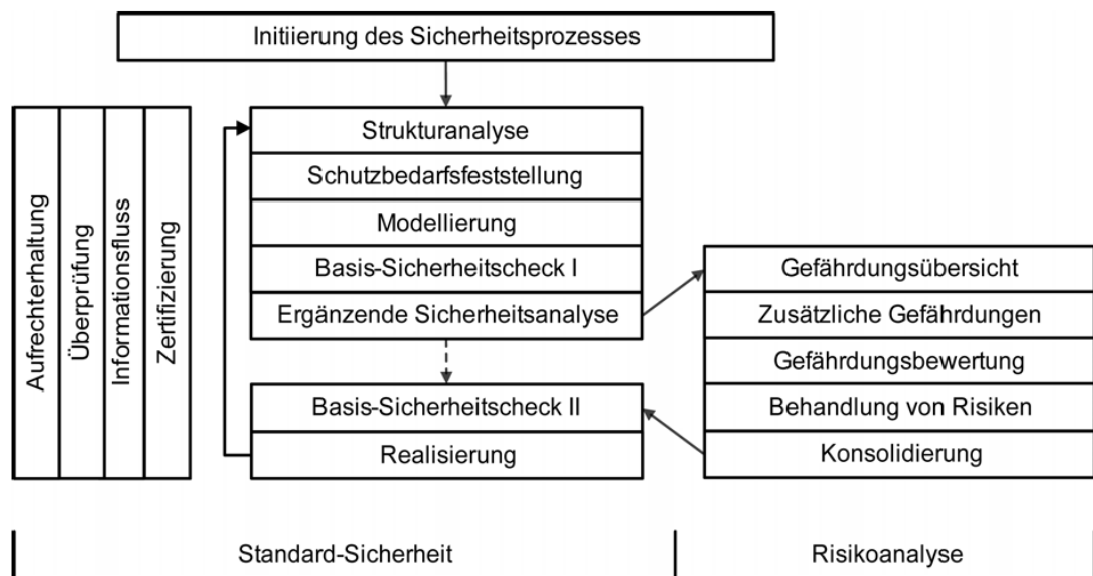 Initiierung des Sicherheitsprozesses
Aufrechterhaltung
Überprüfung
Informationsfluss
Zertifizierung
Strukturanalyse
Schutzbedarfsfeststellung
Modellierung
Basis-Sicherheitscheck I
Ergänzende Sicherheitsanalyse
Basis-Sicherheitscheck II
Realisierung
Gefährdungsübersicht
Zusätzliche Gefährdungen
Gefährdungsbewertung
Behandlung von Risiken
Konsolidierung
Standard-Sicherheit
Risikoanalyse